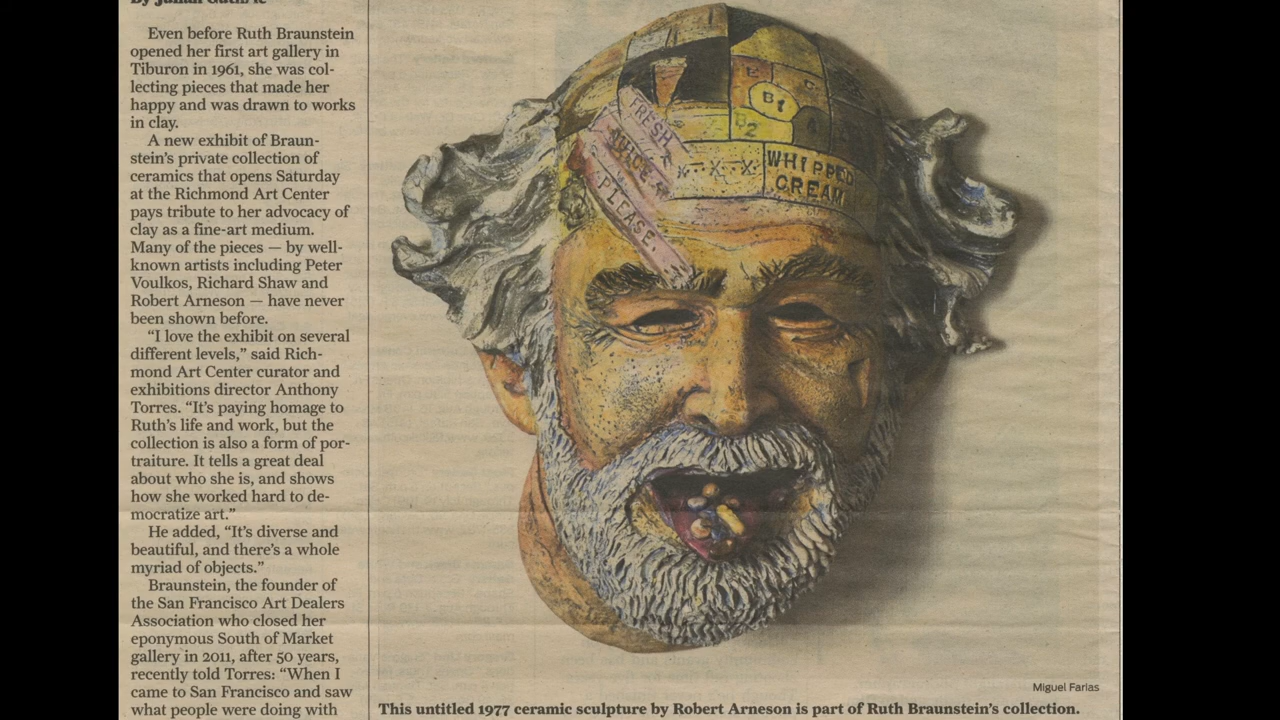 By Julian Guthrie
Even before Ruth Braunstein
opened her first art gallery in
Tiburon in 1961, she was col-
lecting pieces that made her
happy and was drawn to works
in clay.
A new exhibit of Braun-
stein's private collection of
ceramics that opens Saturday
at the Richmond Art Center
pays tribute to her advocacy of
clay as a fine-art medium.
Many of the pieces — by well-
known artists including Peter
Voulkos, Richard Shaw and
Robert Arneson — have never
been shown before.
“I love the exhibit on several
different levels,” said Rich-
mond Art Center curator and
exhibitions director Anthony
Torres. “It's paying homage to
Ruth's life and work, but the
collection is also a form of por-
traiture. It tells a great deal
about who she is, and shows
how she worked hard to de-
mocratize art.”
He added, “It's diverse and
beautiful, and there's a whole
myriad of objects.”
Braunstein, the founder of
the San Francisco Art Dealers
Association who closed her
eponymous South of Market
gallery in 2011, after 50 years,
recently told Torres: “When I
came to San Francisco and saw
what people were doing with
B1
B2
FRESH
JUICE
PLEASE.
X X X
WHIPPED
CREAM
Miguel Farias
This untitled 1977 ceramic sculpture by Robert Arneson is part of Ruth Braunstein's collection.